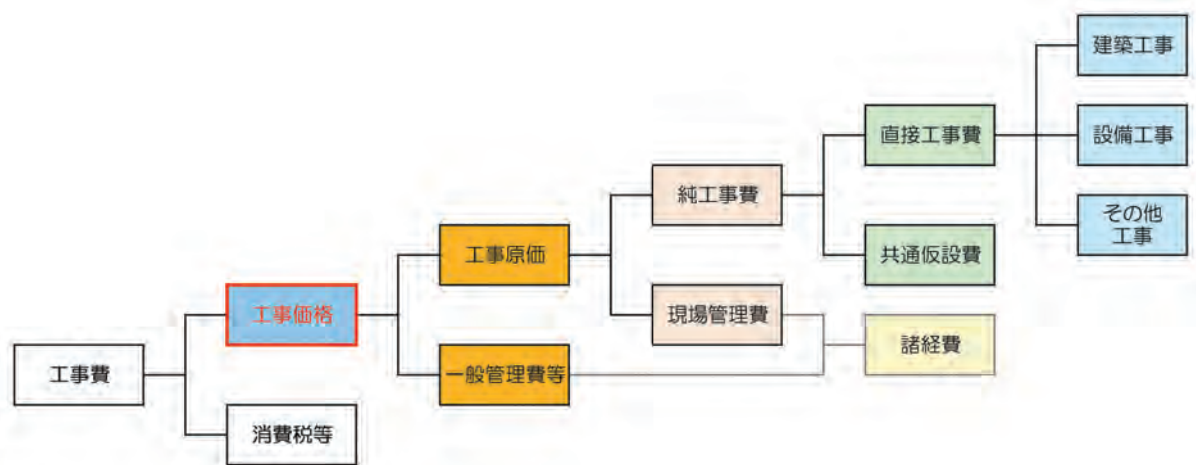 建築工事
直接工事費
設備工事
純工事費
その他
工事
工事原価
共通仮設費
工事価格
現場管理費
諸経費
工事費
一般管理費等
消費税等